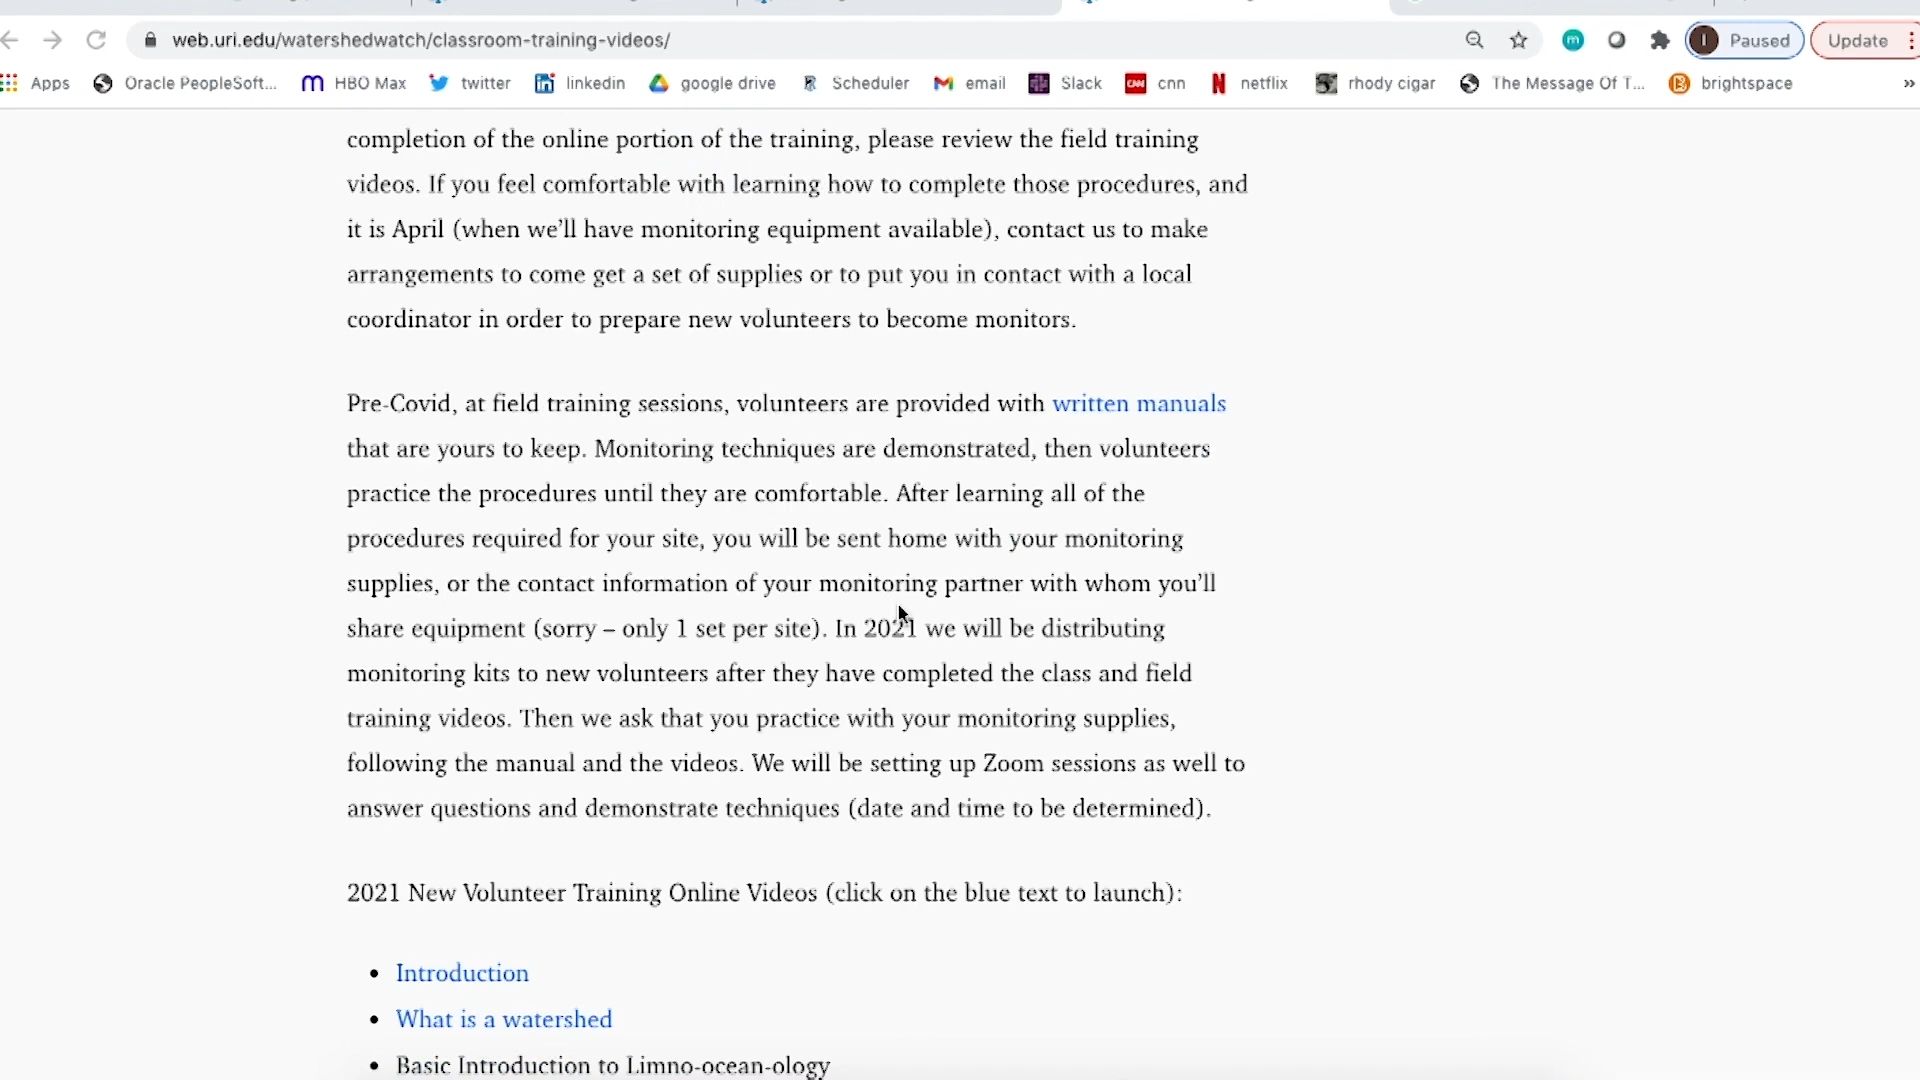 web.uri.edu/watershedwatch/classroom-training-videos/
Paused
Update
Apps
Oracle PeopleSoft...
HBO Max
twitter
linkedin
google drive
Scheduler
email
Slack
cnn
netflix
rhody cigar
The Message Of T...
brightspace
»
completion of the online portion of the training, please review the field training
videos. If you feel comfortable with learning how to complete those procedures, and
it is April (when we’ll have monitoring equipment available), contact us to make
arrangements to come get a set of supplies or to put you in contact with a local
coordinator in order to prepare new volunteers to become monitors.
Pre-Covid, at field training sessions, volunteers are provided with written manuals
that are yours to keep. Monitoring techniques are demonstrated, then volunteers
practice the procedures until they are comfortable. After learning all of the
procedures required for your site, you will be sent home with your monitoring
supplies, or the contact information of your monitoring partner with whom you’ll
share equipment (sorry – only 1 set per site). In 2021 we will be distributing
monitoring kits to new volunteers after they have completed the class and field
training videos. Then we ask that you practice with your monitoring supplies,
following the manual and the videos. We will be setting up Zoom sessions as well to
answer questions and demonstrate techniques (date and time to be determined).
2021 New Volunteer Training Online Videos (click on the blue text to launch):
• Introduction
• What is a watershed
• Basic Introduction to Limno-ocean-ology